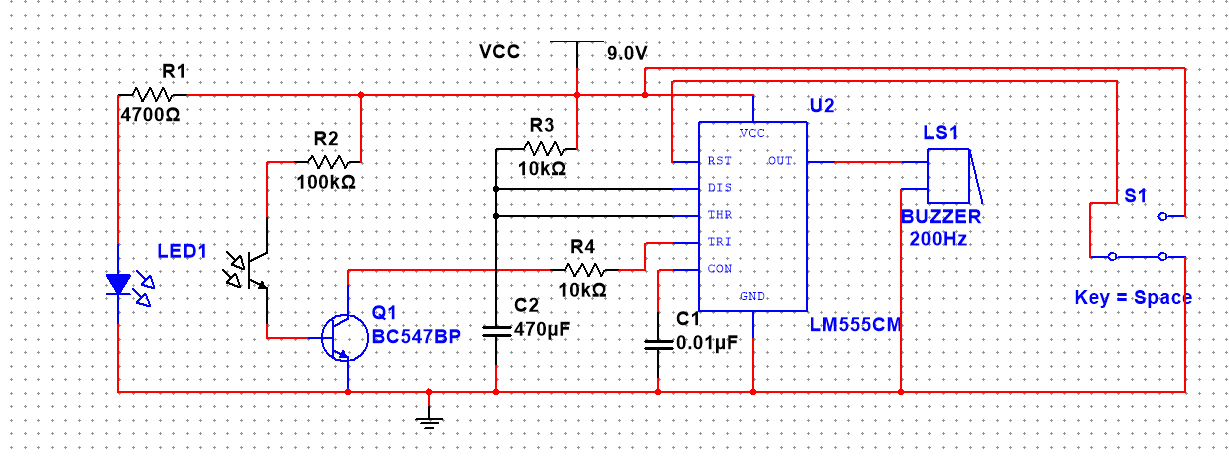 VCC
9.0V
R1
4700Ω
R2
100kΩ
R3
10kΩ
U2
VCC
RST
OUT
DIS
THR
TRI
CON
GND
LM555CM
LS1
BUZZER
200Hz
S1
Key = Space
LED1
R4
10kΩ
Q1
BC547BP
C2
470µF
C1
0.01µF